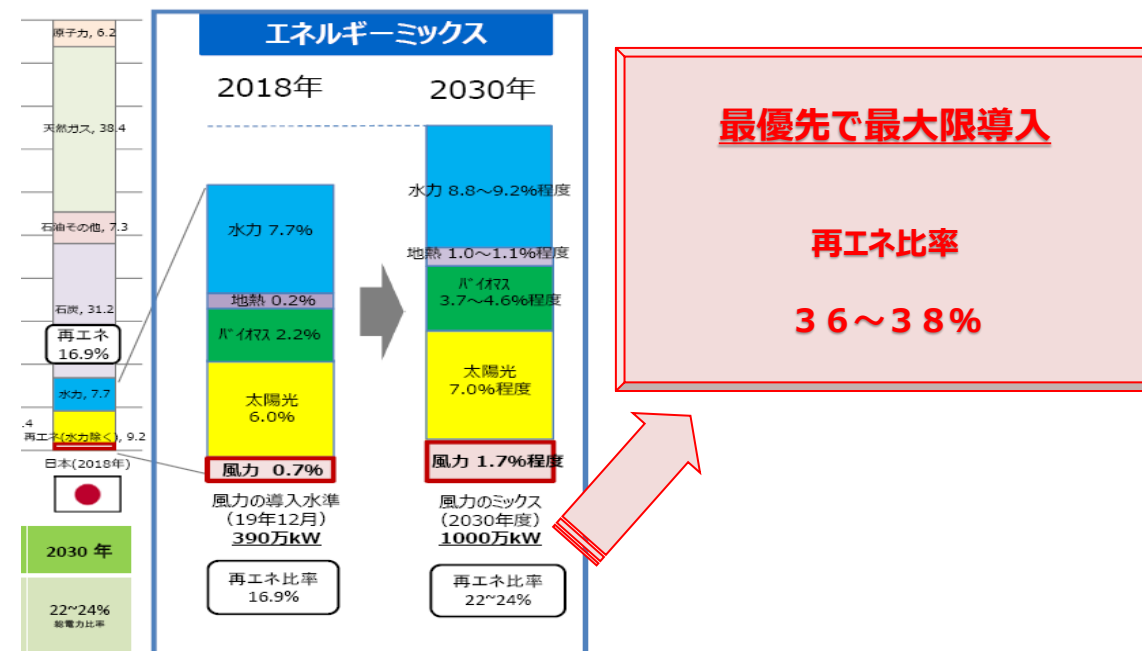 原子力, 6.2
天然ガス, 38.4
石油その他, 7.3
石炭, 31.2
再エネ
16.9%
水力, 7.7
.4
再エネ(水力除く), 9.2
日本(2018年)
2030 年
22~24%
総電力比率
エネルギーミックス
2018年
2030年
水力 7.7%
地熱 0.2%
バイオマス 2.2%
太陽光
6.0%
風力 0.7%
風力の導入水準
(19年12月)
390万kW
再エネ比率
16.9%
水力 8.8～9.2%程度
地熱 1.0～1.1%程度
バイオマス
3.7～4.6%程度
太陽光
7.0%程度
風力 1.7%程度
風力のミックス
(2030年度)
1000万kW
再エネ比率
22~24%
最優先で最大限導入
再エネ比率
３６～３８％